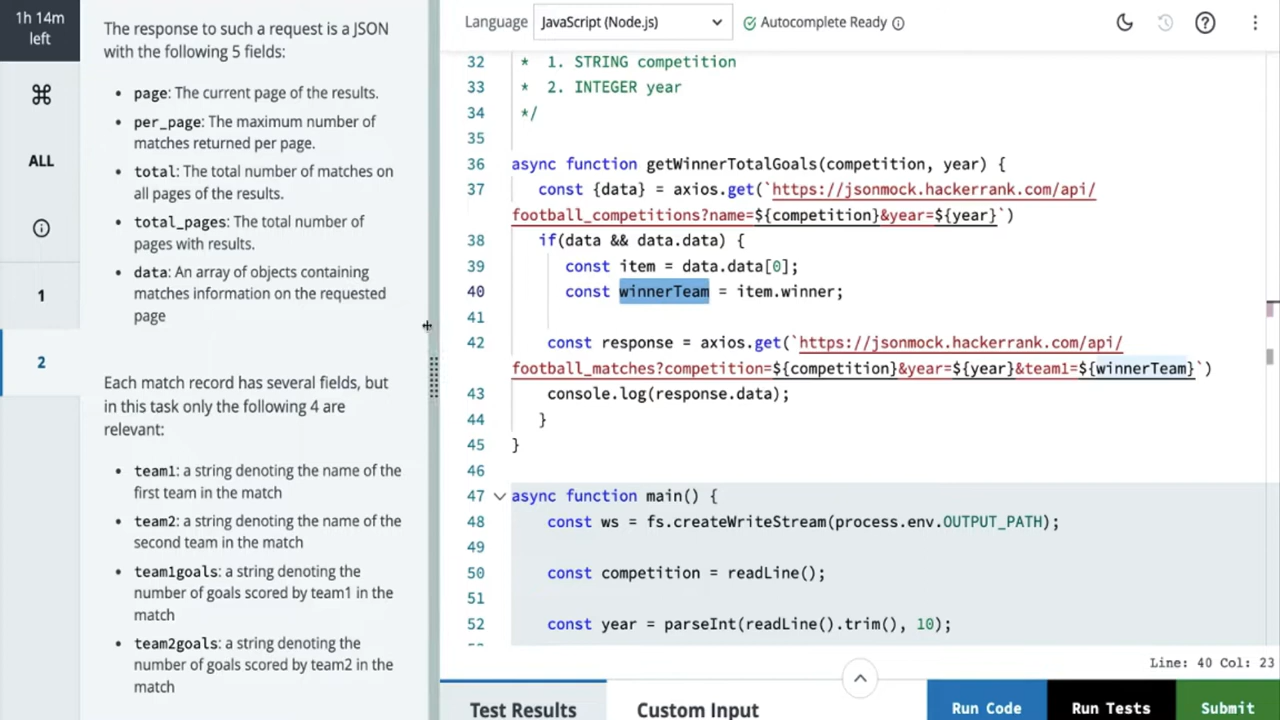 1h 14m
left
ALL
1
2
The response to such a request is a JSON
with the following 5 fields:
• page: The current page of the results.
• per_page: The maximum number of
matches returned per page.
• total: The total number of matches on
all pages of the results.
• total_pages: The total number of
pages with results.
• data: An array of objects containing
matches information on the requested
page
Each match record has several fields, but
in this task only the following 4 are
relevant:
• team1: a string denoting the name of the
first team in the match
• team2: a string denoting the name of the
second team in the match
• team1goals: a string denoting the
number of goals scored by team1 in the
match
• team2goals: a string denoting the
number of goals scored by team2 in the
match
Language JavaScript (Node.js) Autocomplete Ready
32 * 1. STRING competition
33 * 2. INTEGER year
34 */
35
36 async function getWinnerTotalGoals(competition, year) {
37 const {data} = axios.get(`https://jsonmock.hackerrank.com/api/
football_competitions?name=${competition}&year=${year}`)
38 if(data && data.data) {
39 const item = data.data[0];
40 const winnerTeam = item.winner;
41
42 const response = axios.get(`https://jsonmock.hackerrank.com/api/
football_matches?competition=${competition}&year=${year}&team1=${winnerTeam}`)
43 console.log(response.data);
44 }
45 }
46
47 async function main() {
48 const ws = fs.createWriteStream(process.env.OUTPUT_PATH);
49
50 const competition = readLine();
51
52 const year = parseInt(readLine().trim(), 10);
Line: 40 Col: 23
Test Results Custom Input Run Code Run Tests Submit